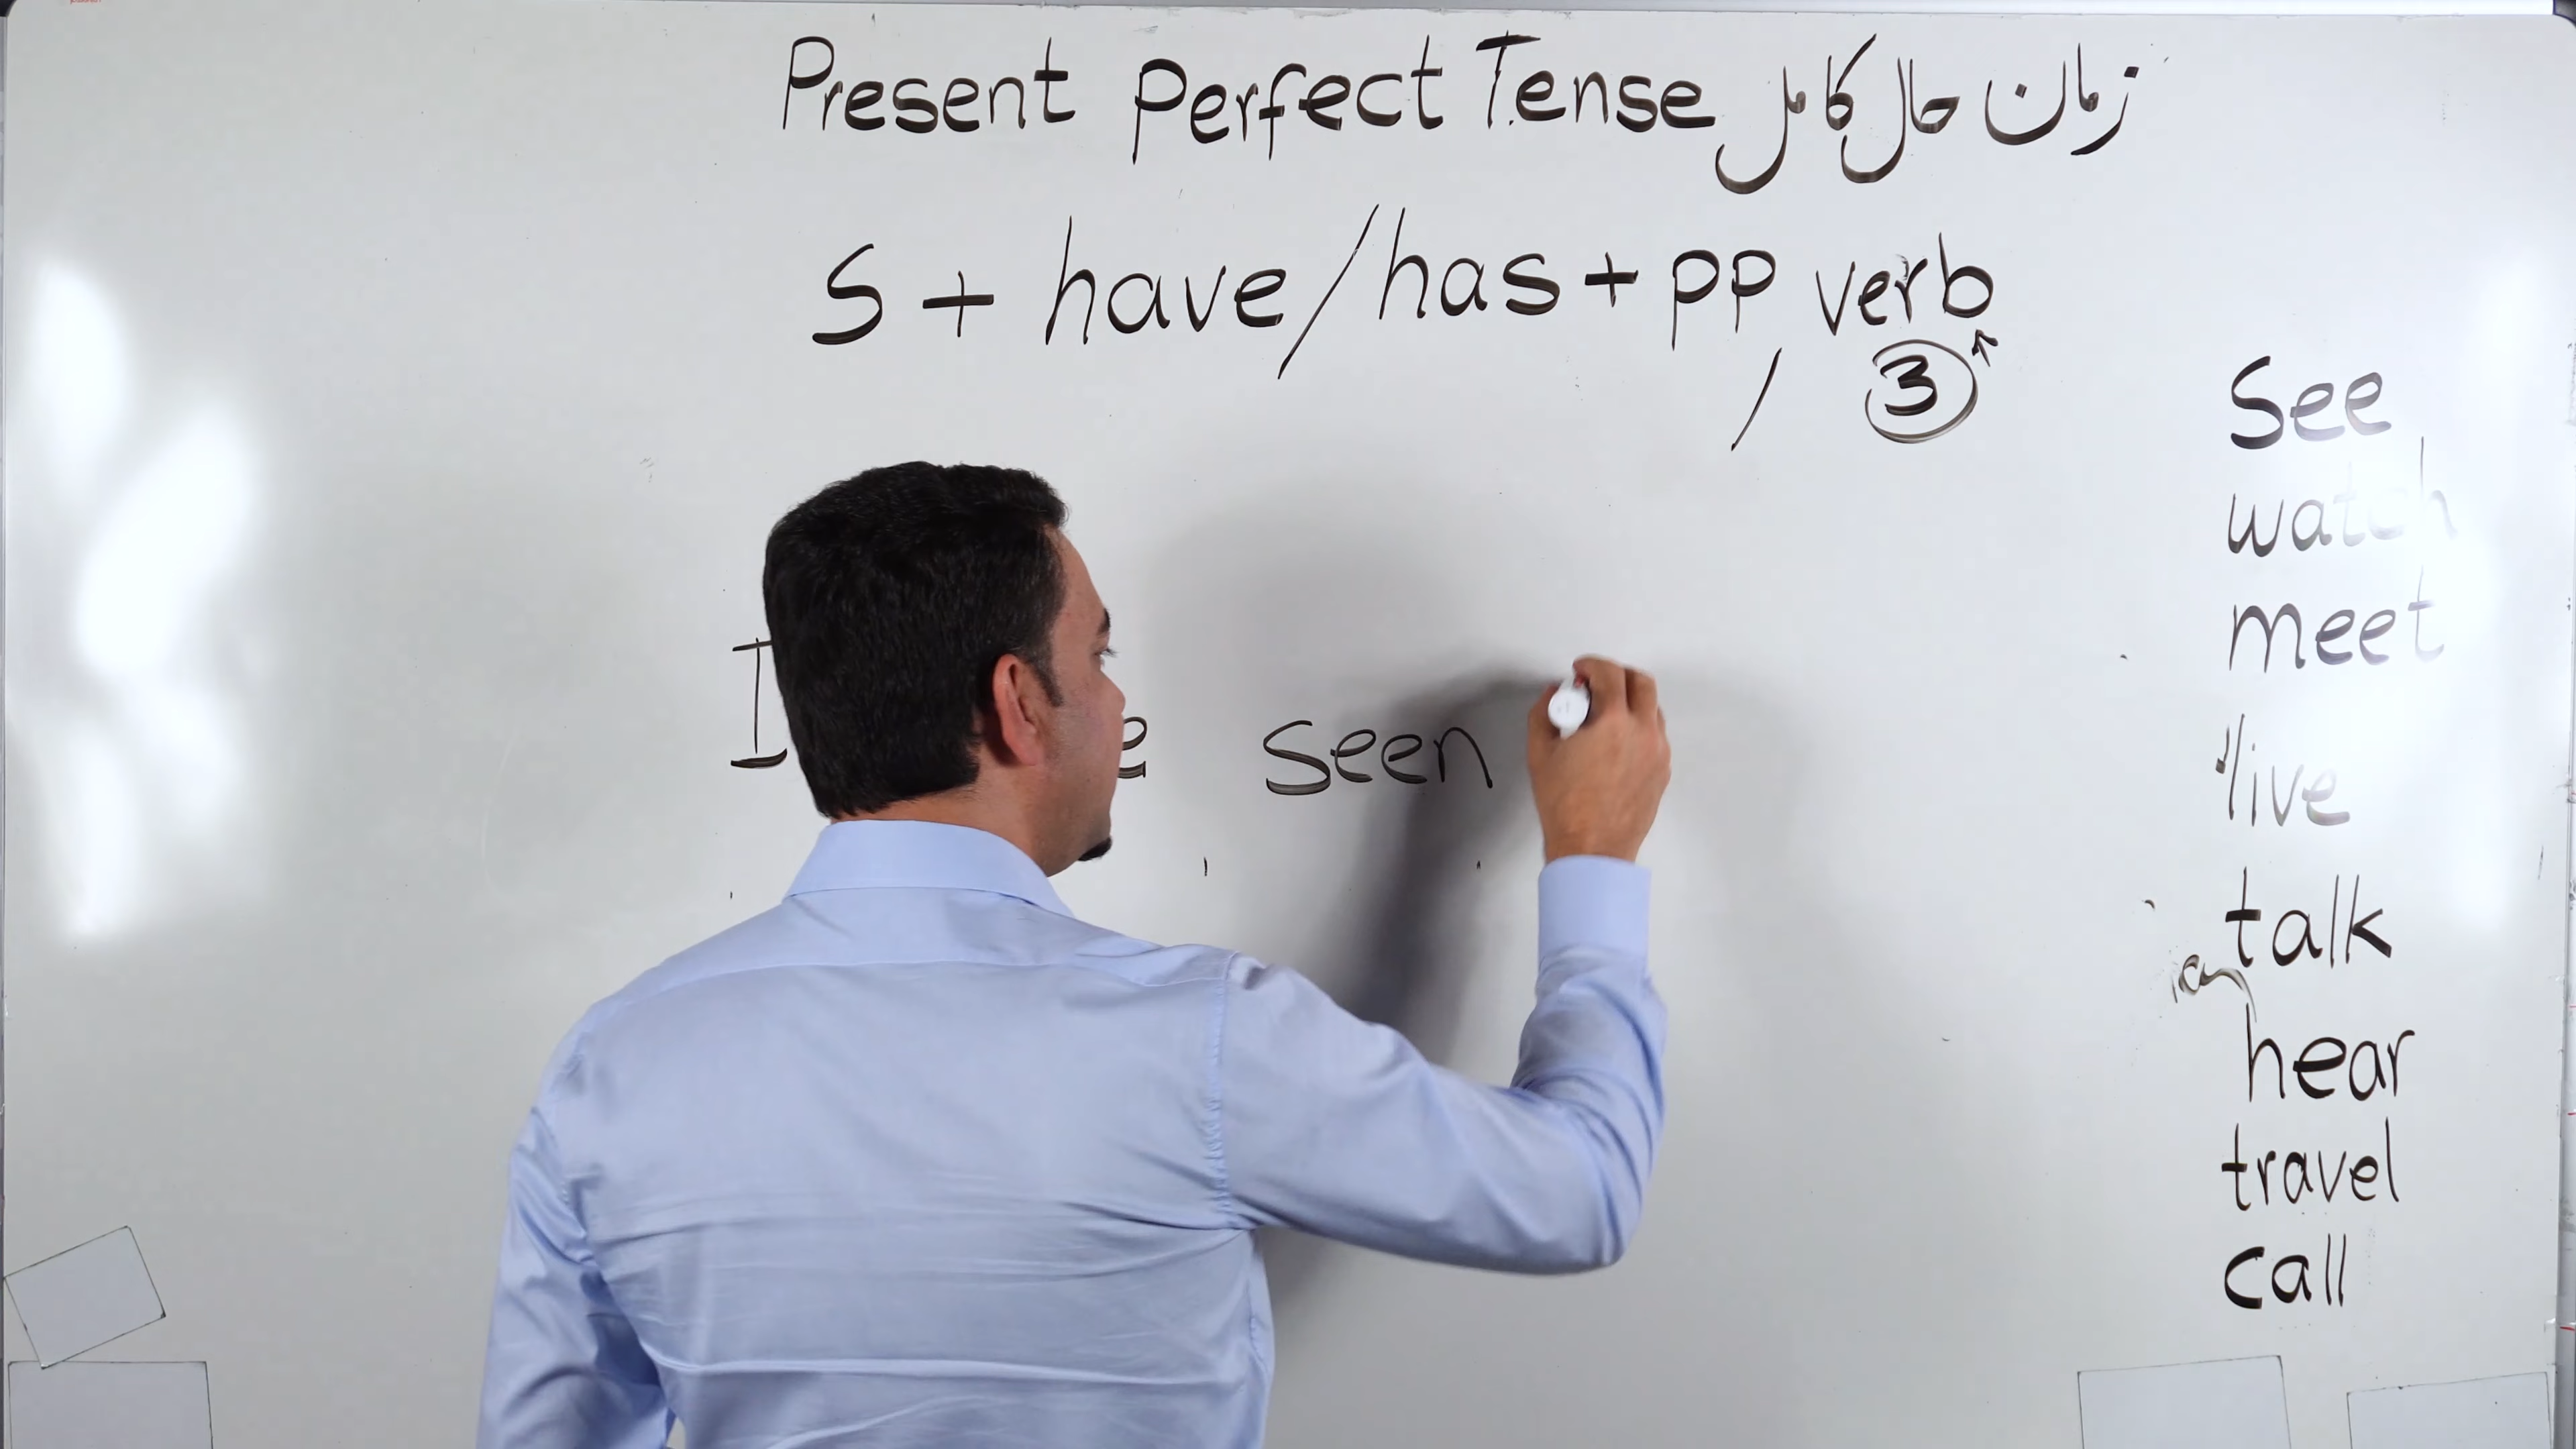 Present Perfect Tense زمان حال کامل
S + have/has + pp verb
/ 3
I e seen
See
watch
meet
live
talk
hear
travel
call